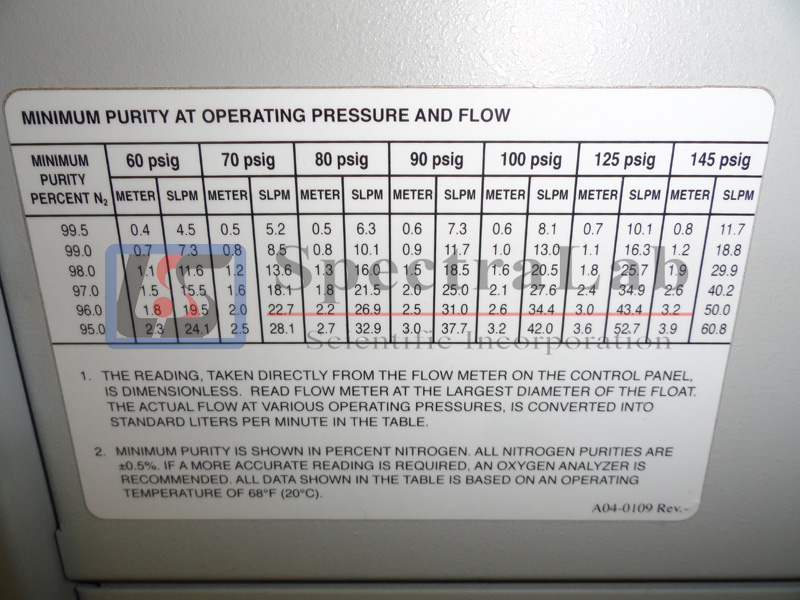 MINIMUM PURITY AT OPERATING PRESSURE AND FLOW
MINIMUM PURITY PERCENT N2 60 psig 70 psig 80 psig 90 psig 100 psig 125 psig 145 psig
METER SLPM METER SLPM METER SLPM METER SLPM METER SLPM METER SLPM METER SLPM
99.5 0.4 4.5 0.5 5.2 0.5 6.3 0.6 7.3 0.6 8.1 0.7 10.1 0.8 11.7
99.0 0.7 7.3 0.8 8.5 0.8 10.1 0.9 11.7 1.0 13.0 1.1 16.3 1.2 18.8
98.0 1.1 11.6 1.2 13.6 1.3 16.0 1.5 18.5 1.6 20.5 1.8 25.7 1.9 29.9
97.0 1.5 15.5 1.6 18.1 1.8 21.5 2.0 25.0 2.1 27.6 2.4 34.9 2.6 40.2
96.0 1.8 19.5 2.0 22.7 2.2 26.9 2.5 31.0 2.6 34.4 3.0 43.4 3.2 50.0
95.0 2.3 24.1 2.5 28.1 2.7 32.9 3.0 37.7 3.2 42.0 3.6 52.7 3.9 60.8
SpectraLab
Scientific Incorporation
1. THE READING, TAKEN DIRECTLY FROM THE FLOW METER ON THE CONTROL PANEL,
IS DIMENSIONLESS. READ FLOW METER AT THE LARGEST DIAMETER OF THE FLOAT.
THE ACTUAL FLOW AT VARIOUS OPERATING PRESSURES, IS CONVERTED INTO
STANDARD LITERS PER MINUTE IN THE TABLE.
2. MINIMUM PURITY IS SHOWN IN PERCENT NITROGEN. ALL NITROGEN PURITIES ARE
±0.5%. IF A MORE ACCURATE READING IS REQUIRED, AN OXYGEN ANALYZER IS
RECOMMENDED. ALL DATA SHOWN IN THE TABLE IS BASED ON AN OPERATING
TEMPERATURE OF 68°F (20°C).
A04-0109 Rev.-